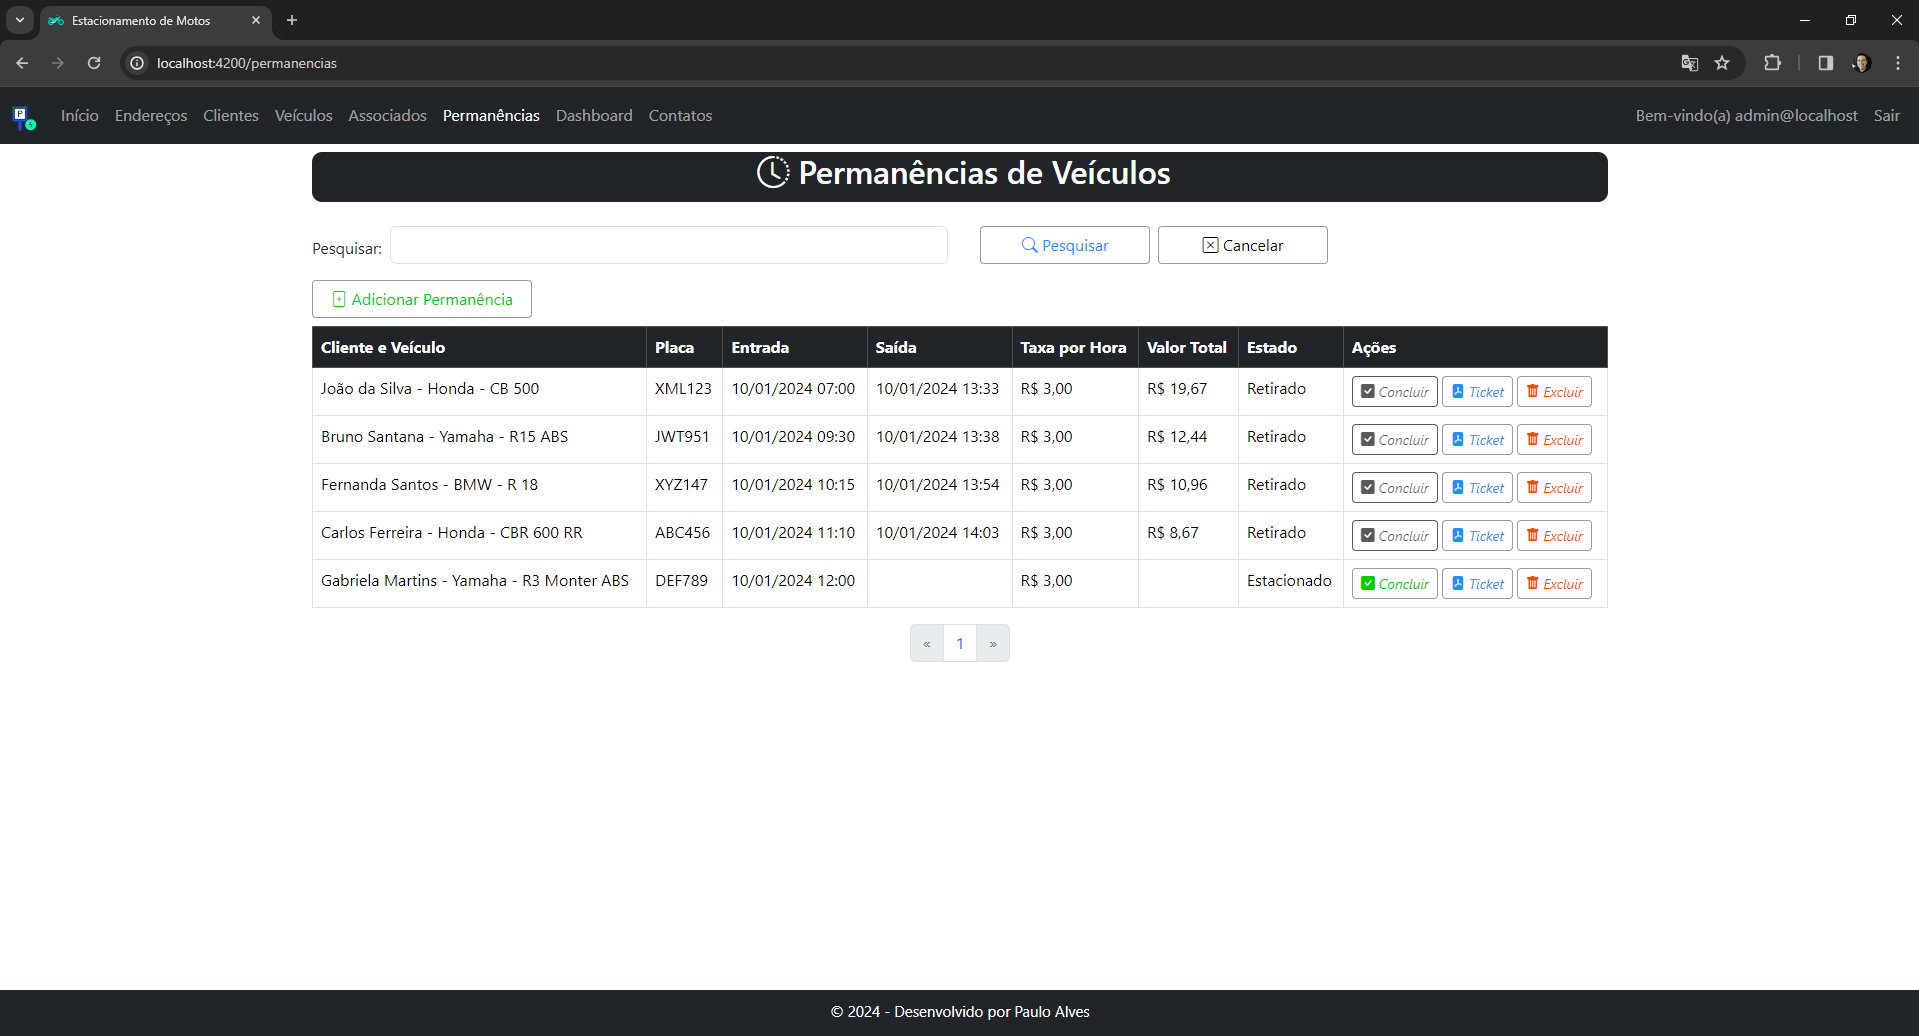 Estacionamento de Motos
localhost:4200/permanencias
P
Início Endereços Clientes Veículos Associados Permanências Dashboard Contatos Bem-vindo(a) admin@localhost Sair
Permanências de Veículos
Pesquisar: Pesquisar Cancelar
Adicionar Permanência
Cliente e Veículo Placa Entrada Saída Taxa por Hora Valor Total Estado Ações
João da Silva - Honda - CB 500 XML123 10/01/2024 07:00 10/01/2024 13:33 R$ 3,00 R$ 19,67 Retirado Concluir Ticket Excluir
Bruno Santana - Yamaha - R15 ABS JWT951 10/01/2024 09:30 10/01/2024 13:38 R$ 3,00 R$ 12,44 Retirado Concluir Ticket Excluir
Fernanda Santos - BMW - R 18 XYZ147 10/01/2024 10:15 10/01/2024 13:54 R$ 3,00 R$ 10,96 Retirado Concluir Ticket Excluir
Carlos Ferreira - Honda - CBR 600 RR ABC456 10/01/2024 11:10 10/01/2024 14:03 R$ 3,00 R$ 8,67 Retirado Concluir Ticket Excluir
Gabriela Martins - Yamaha - R3 Monter ABS DEF789 10/01/2024 12:00 R$ 3,00 Estacionado Concluir Ticket Excluir
« 1 »
© 2024 - Desenvolvido por Paulo Alves